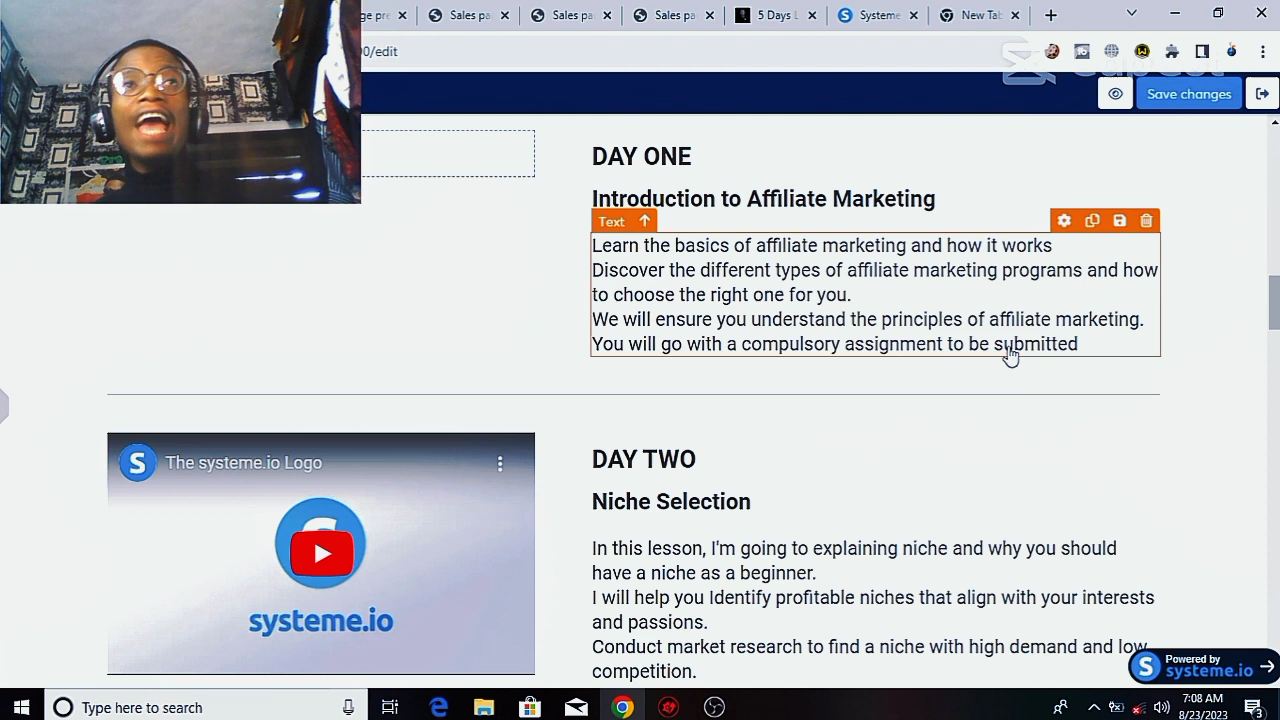 ge pre
Sales pa
Sales pa
Sales pa
5 Days
Systeme
New Tab
0/edit
Save changes
DAY ONE
Introduction to Affiliate Marketing
Text
Learn the basics of affiliate marketing and how it works
Discover the different types of affiliate marketing programs and how
to choose the right one for you.
We will ensure you understand the principles of affiliate marketing.
You will go with a compulsory assignment to be submitted
S The systeme.io Logo
systeme.io
DAY TWO
Niche Selection
In this lesson, I'm going to explaining niche and why you should
have a niche as a beginner.
I will help you Identify profitable niches that align with your interests
and passions.
Conduct market research to find a niche with high demand and low
competition.
S Powered by
systeme.io
Type here to search
7:08 AM
8/23/2023
3